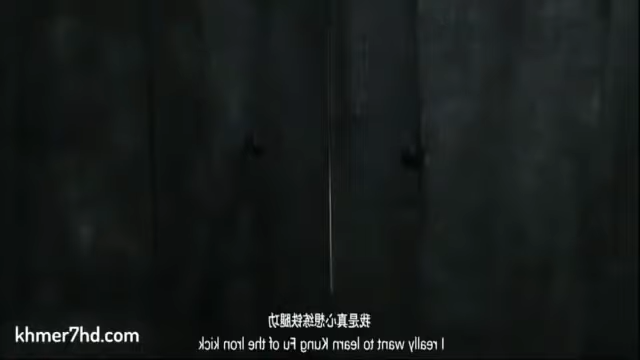 我是真心想练铁腿功
I really want to learn Kung Fu of the Iron kick
khmer7hd.com